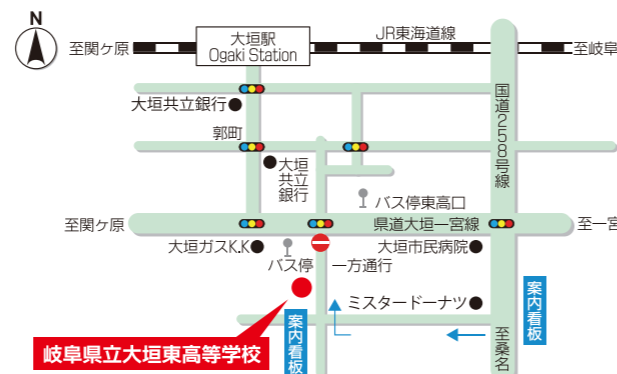 N
至関ヶ原
大垣駅
Ogaki Station
JR東海道線
至岐阜
大垣共立銀行
国道258号線
郭町
大垣
共立
銀行
バス停東高口
至関ヶ原
県道大垣一宮線
至一宮
大垣ガスK.K
バス停
一方通行
大垣市民病院
案内看板
ミスタードーナツ
案内看板
至桑名
岐阜県立大垣東高等学校